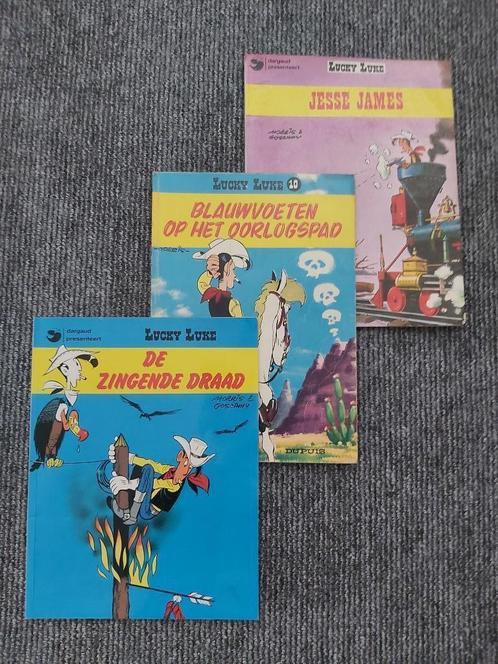 dargaud
presenteert
LUCKY LUKE
JESSE JAMES
MORRIS &
GOSCINNY
LUCKY LUKE 10
BLAUWVOETEN
OP HET OORLOGSPAD
MORRIS
DUPUIS
dargaud
presenteert
LUCKY LUKE
DE
ZINGENDE DRAAD
MORRIS &
GOSCINNY